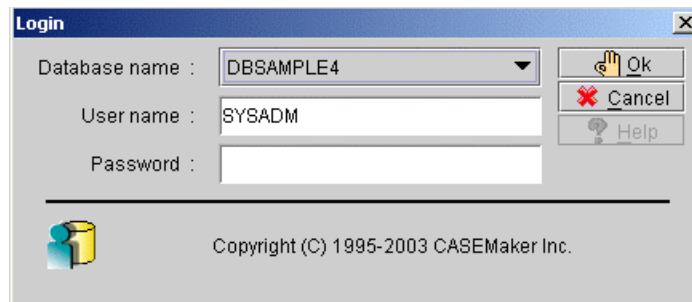 Login
Database name : DBSAMPLE4
Ok
User name : SYSADM
Cancel
Help
Password :
Copyright (C) 1995-2003 CASEMaker Inc.